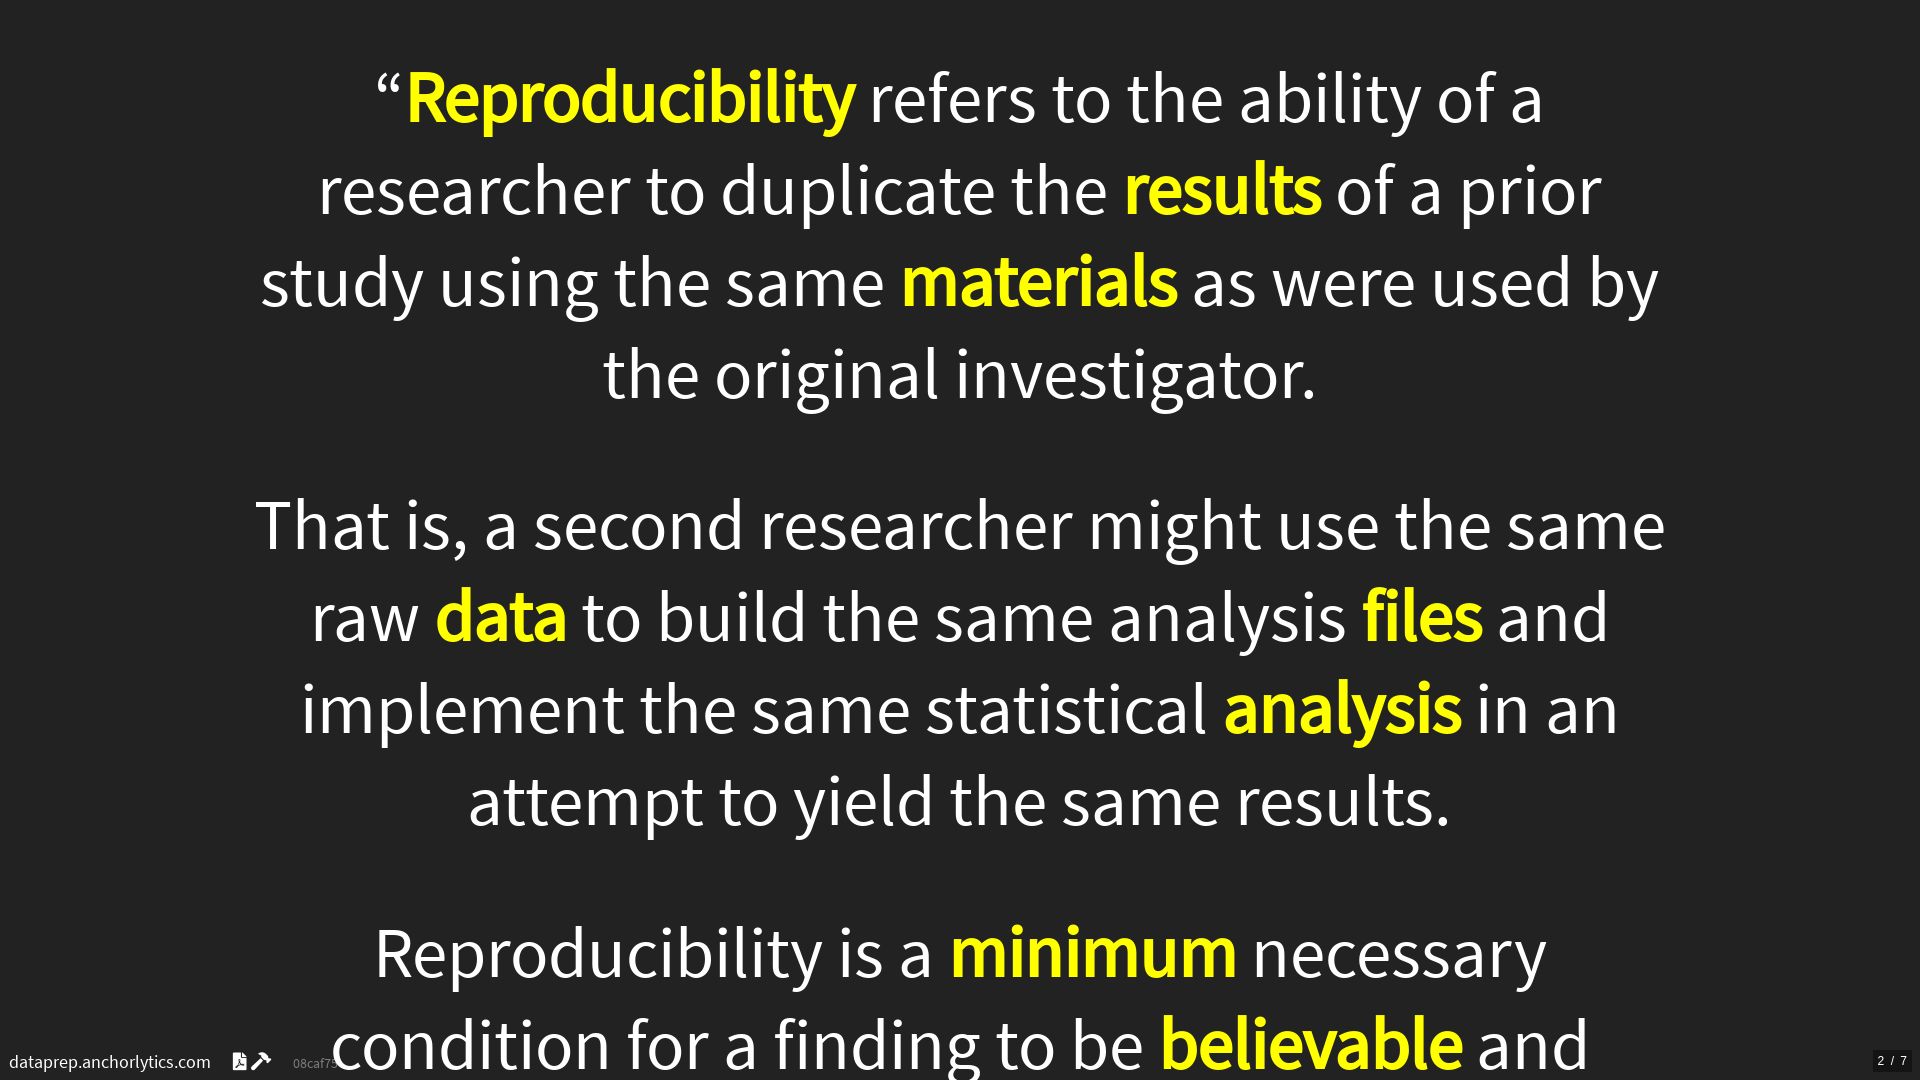 “Reproducibility refers to the ability of a
researcher to duplicate the results of a prior
study using the same materials as were used by
the original investigator.
That is, a second researcher might use the same
raw data to build the same analysis files and
implement the same statistical analysis in an
attempt to yield the same results.
Reproducibility is a minimum necessary
condition for a finding to be believable and
dataprep.anchorlytics.com
2 / 7